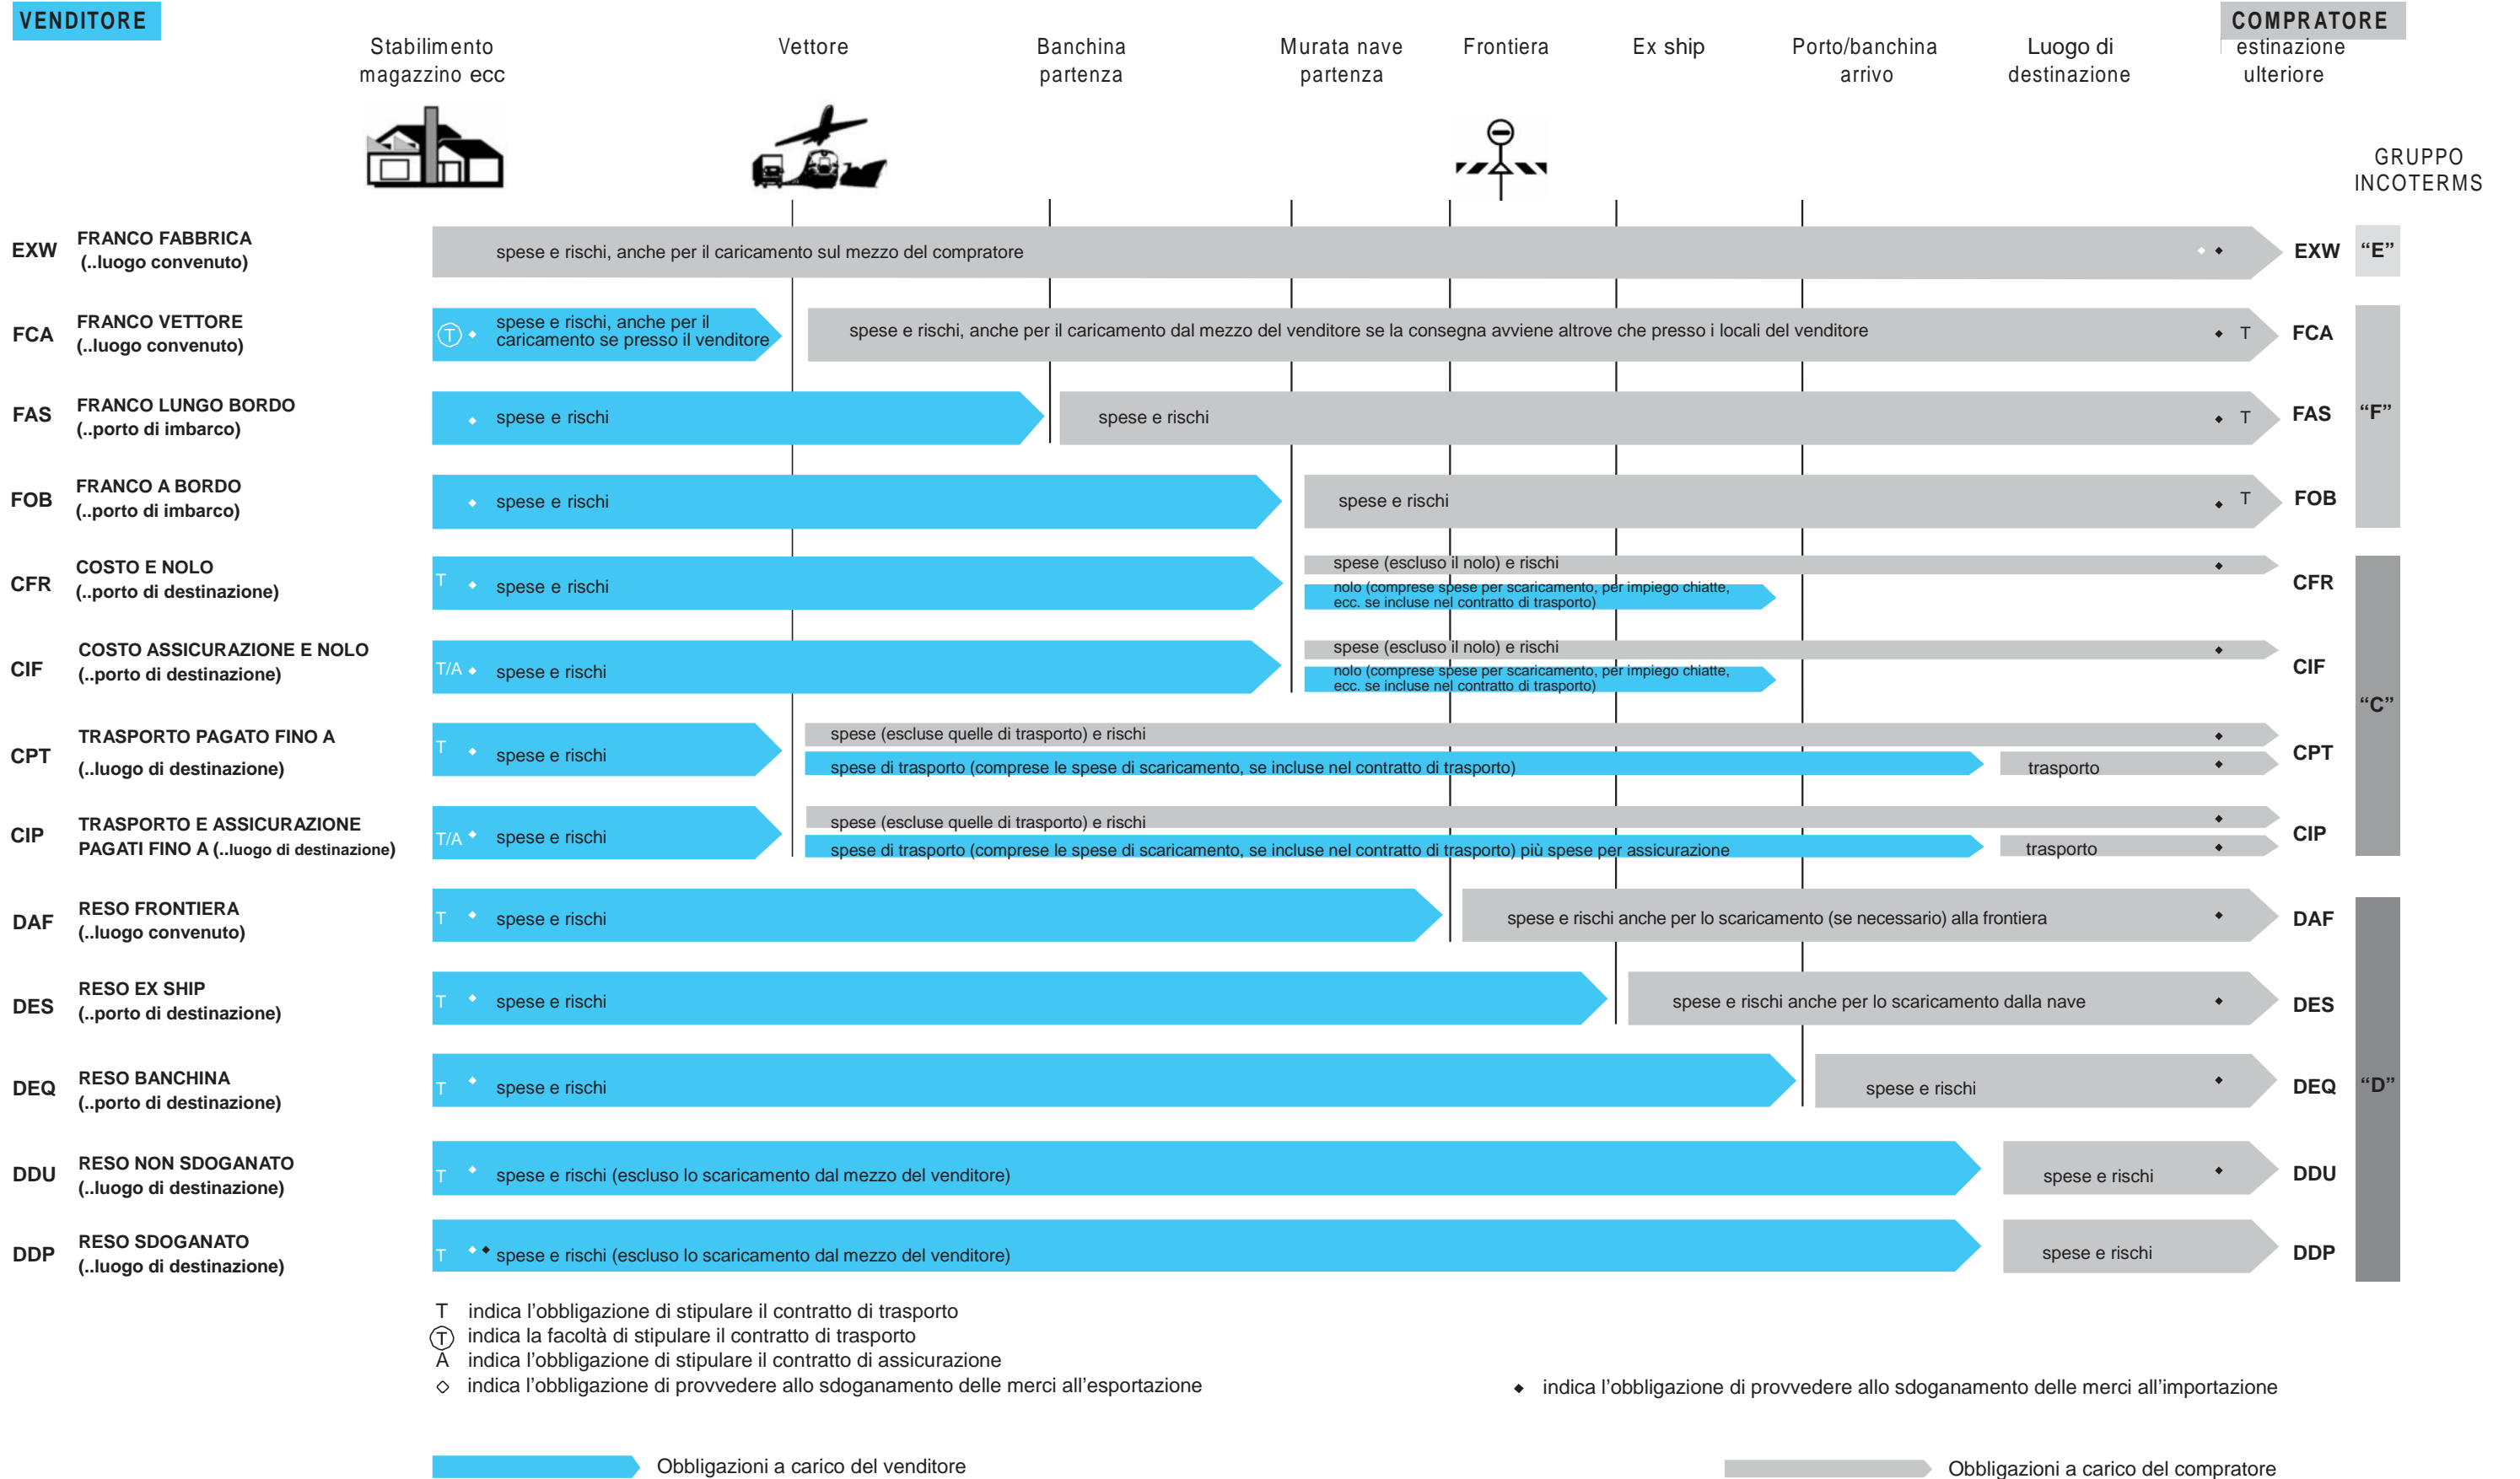 VENDITORE
COMPRATORE
Stabilimento
magazzino ecc
Vettore
Banchina
partenza
Murata nave
partenza
Frontiera
Ex ship
Porto/banchina
arrivo
Luogo di
destinazione
estinazione
ulteriore
GRUPPO
INCOTERMS
EXW
FRANCO FABBRICA
(..luogo convenuto)
spese e rischi, anche per il caricamento sul mezzo del compratore
EXW
“E”
FCA
FRANCO VETTORE
(..luogo convenuto)
T
spese e rischi, anche per il
caricamento se presso il venditore
spese e rischi, anche per il caricamento dal mezzo del venditore se la consegna avviene altrove che presso i locali del venditore
T
FCA
FAS
FRANCO LUNGO BORDO
(..porto di imbarco)
spese e rischi
spese e rischi
T
FAS
“F”
FOB
FRANCO A BORDO
(..porto di imbarco)
spese e rischi
spese e rischi
T
FOB
CFR
COSTO E NOLO
(..porto di destinazione)
T
spese e rischi
spese (escluso il nolo) e rischi
nolo (comprese spese per scaricamento, per impiego chiatte,
ecc. se incluse nel contratto di trasporto)
CFR
CIF
COSTO ASSICURAZIONE E NOLO
(..porto di destinazione)
T/A
spese e rischi
spese (escluso il nolo) e rischi
nolo (comprese spese per scaricamento, per impiego chiatte,
ecc. se incluse nel contratto di trasporto)
CIF
“C”
CPT
TRASPORTO PAGATO FINO A
(..luogo di destinazione)
T
spese e rischi
spese (escluse quelle di trasporto) e rischi
spese di trasporto (comprese le spese di scaricamento, se incluse nel contratto di trasporto)
trasporto
CPT
CIP
TRASPORTO E ASSICURAZIONE
PAGATI FINO A (..luogo di destinazione)
T/A
spese e rischi
spese (escluse quelle di trasporto) e rischi
spese di trasporto (comprese le spese di scaricamento, se incluse nel contratto di trasporto) più spese per assicurazione
trasporto
CIP
DAF
RESO FRONTIERA
(..luogo convenuto)
T
spese e rischi
spese e rischi anche per lo scaricamento (se necessario) alla frontiera
DAF
DES
RESO EX SHIP
(..porto di destinazione)
T
spese e rischi
spese e rischi anche per lo scaricamento dalla nave
DES
DEQ
RESO BANCHINA
(..porto di destinazione)
T
spese e rischi
spese e rischi
DEQ
“D”
DDU
RESO NON SDOGANATO
(..luogo di destinazione)
T
spese e rischi (escluso lo scaricamento dal mezzo del venditore)
spese e rischi
DDU
DDP
RESO SDOGANATO
(..luogo di destinazione)
T
spese e rischi (escluso lo scaricamento dal mezzo del venditore)
spese e rischi
DDP
T indica l’obbligazione di stipulare il contratto di trasporto
T indica la facoltà di stipulare il contratto di trasporto
A indica l’obbligazione di stipulare il contratto di assicurazione
◇ indica l’obbligazione di provvedere allo sdoganamento delle merci all’esportazione
◆ indica l’obbligazione di provvedere allo sdoganamento delle merci all’importazione
Obbligazioni a carico del venditore
Obbligazioni a carico del compratore